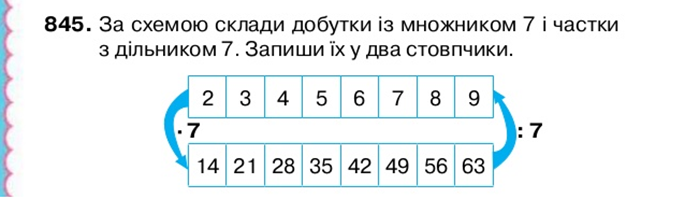 845. За схемою склади добутки із множником 7 і частки
з дільником 7. Запиши їх у два стовпчики.
2 3 4 5 6 7 8 9
· 7 : 7
14 21 28 35 42 49 56 63